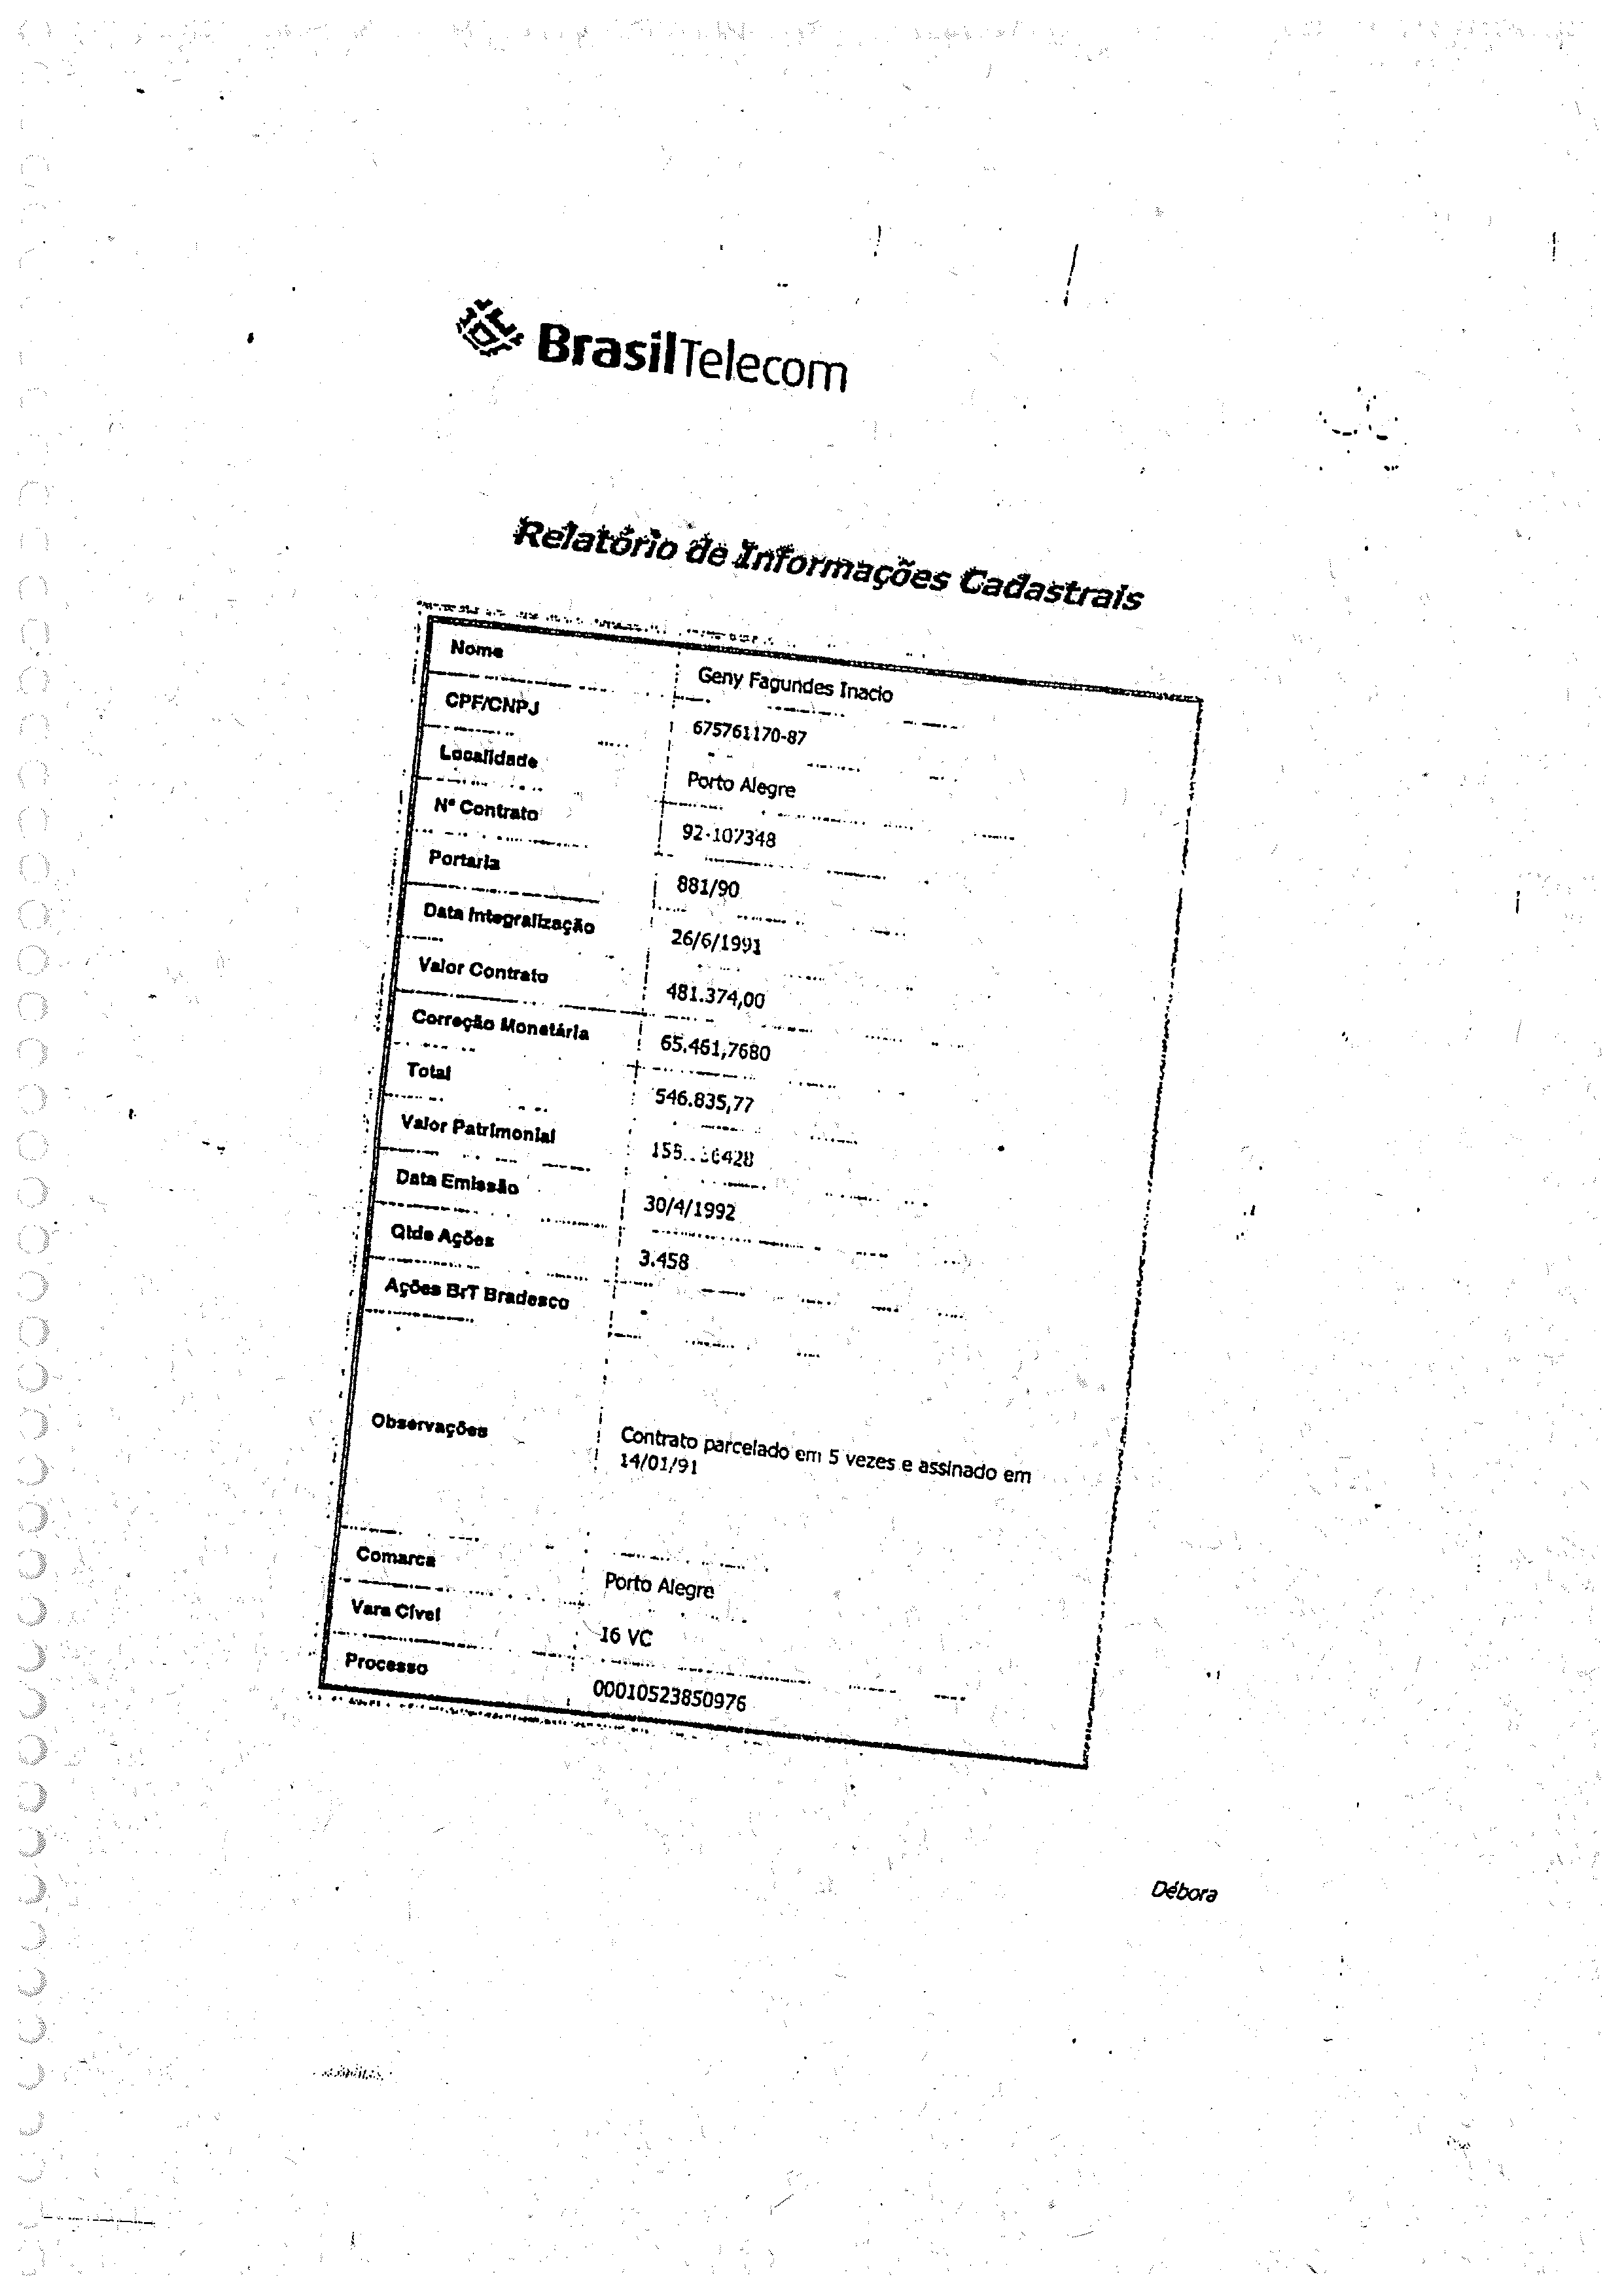 BrasilTelecom
Relatório de Informações Cadastrais
Nome Geny Fagundes Inacio
CPF/CNPJ 675761170-87
Localidade Porto Alegre
Nº Contrato 92-107348
Portaria 881/90
Data Integralização 26/6/1991
Valor Contrato 481.374,00
Correção Monetária 65.461,7680
Total 546.835,77
Valor Patrimonial
Data Emissão 30/4/1992
Qtde Ações 3.458
Ações BrT Bradesco
Observações Contrato parcelado em 5 vezes e assinado em
14/01/91
Comarca Porto Alegre
Vara Cível 16 VC
Processo 00010523850976
Débora